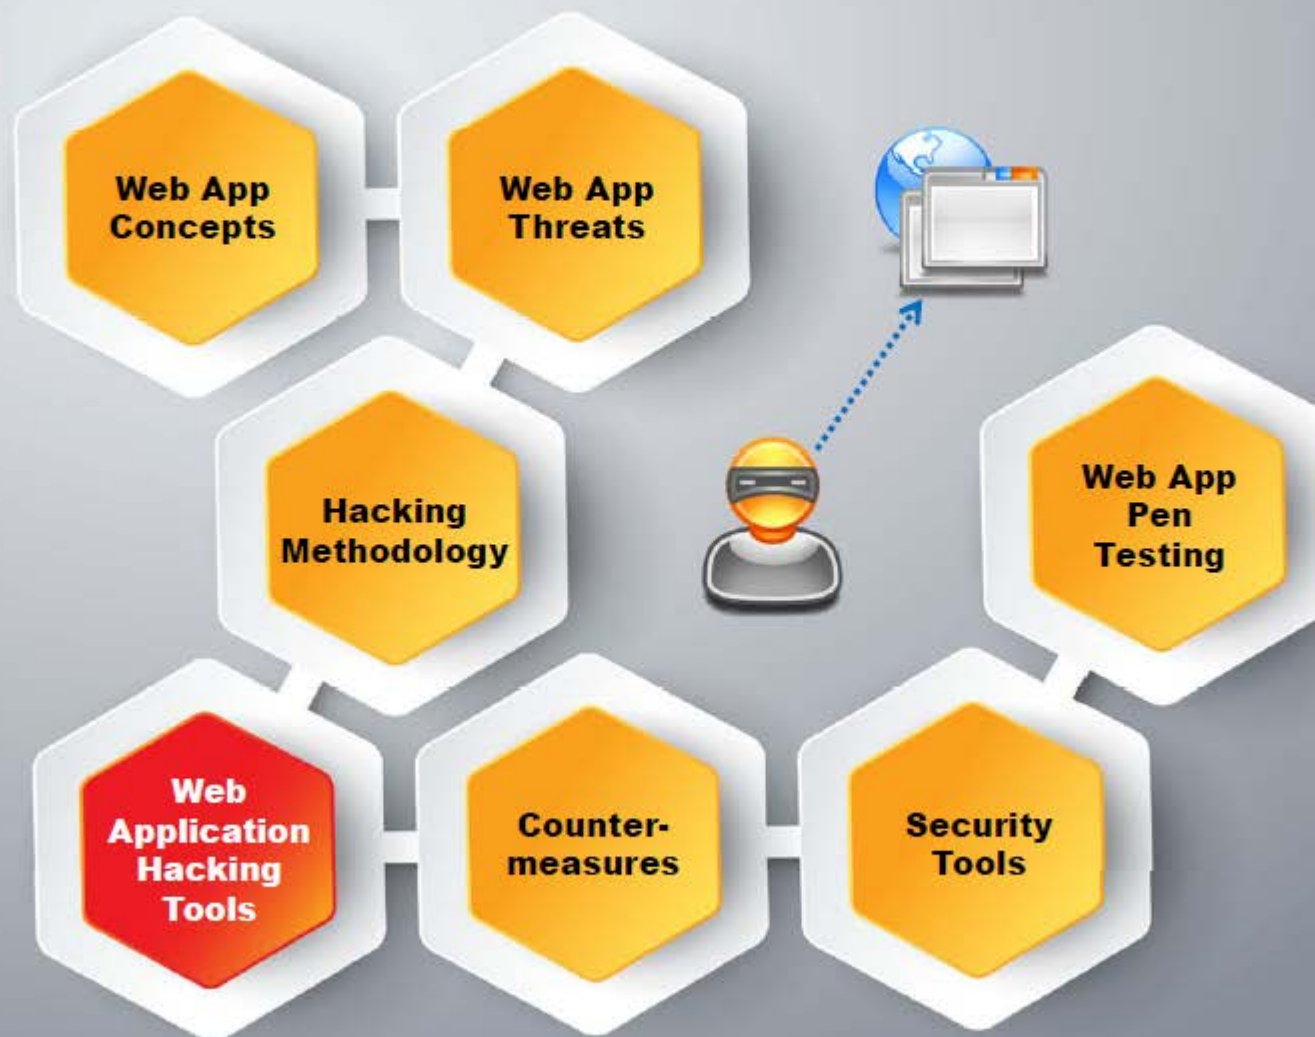 Web App
Concepts
Web App
Threats
Hacking
Methodology
Web
Application
Hacking
Tools
Counter-
measures
Security
Tools
Web App
Pen
Testing